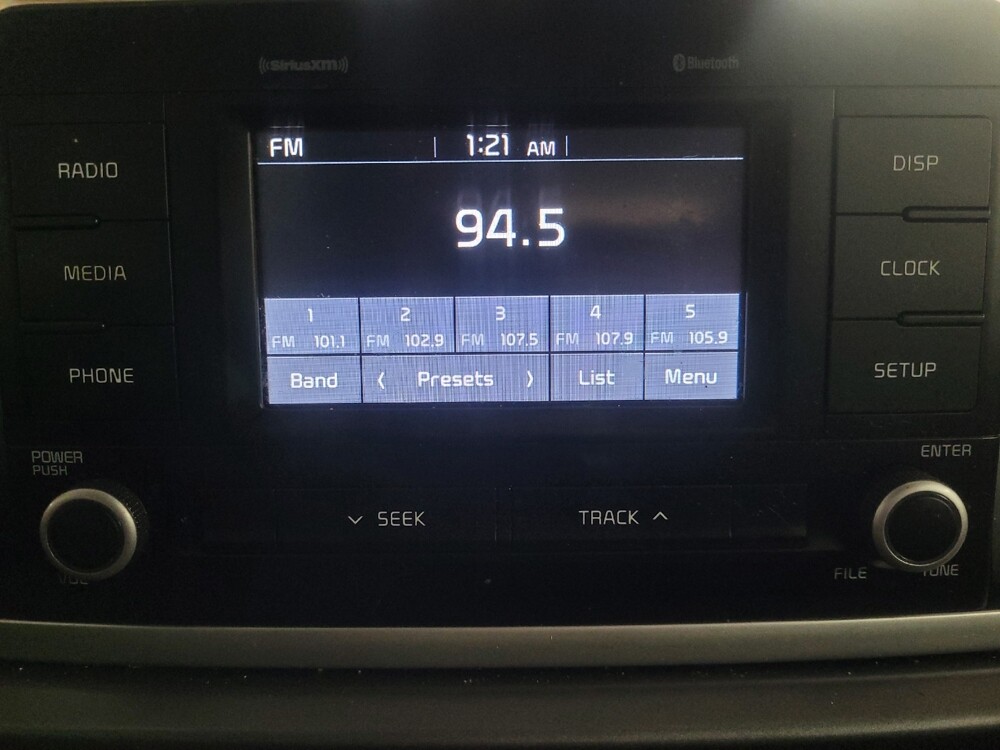 SiriusXM
Bluetooth
FM 1:21 AM
RADIO
MEDIA
PHONE
94.5
1 2 3 4 5
FM 101.1 FM 102.9 FM 107.5 FM 107.9 FM 105.9
Band ⟨ Presets ⟩ List Menu
DISP
CLOCK
SETUP
POWER
PUSH
VOL
SEEK
TRACK
ENTER
FILE
TUNE